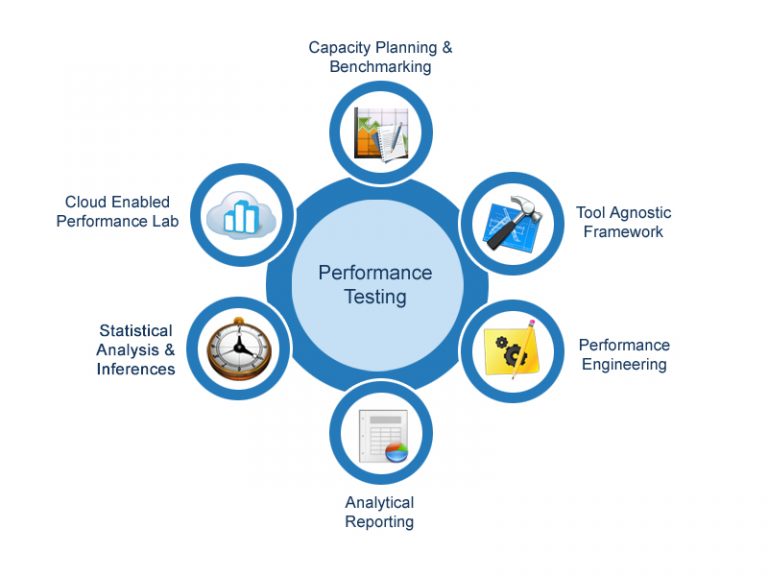 Capacity Planning &
Benchmarking
Cloud Enabled
Performance Lab
Tool Agnostic
Framework
Performance
Testing
Statistical
Analysis &
Inferences
Performance
Engineering
Analytical
Reporting